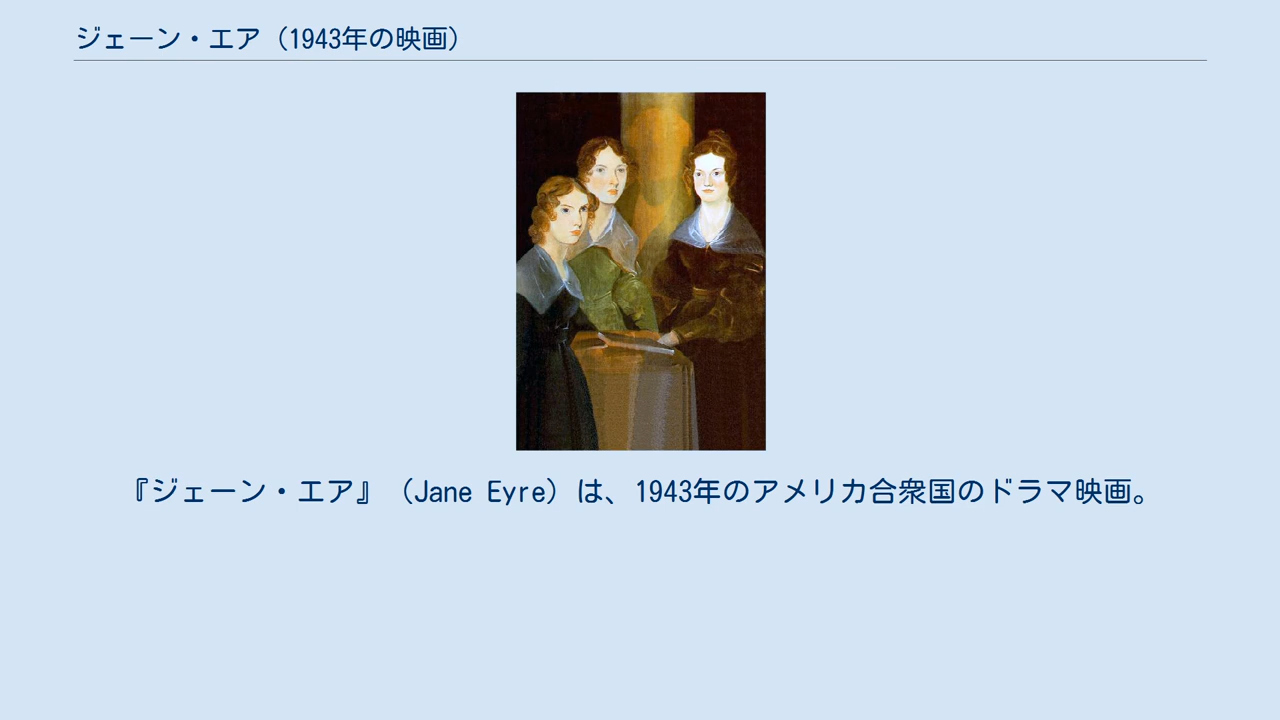 ジェーン・エア（1943年の映画）
『ジェーン・エア』（Jane Eyre）は、1943年のアメリカ合衆国のドラマ映画。